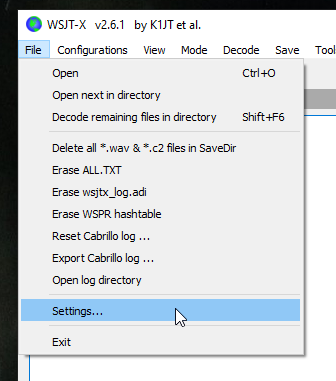 WSJT-X v2.6.1 by K1JT et al.
File Configurations View Mode Decode Save Tool
Open Ctrl+O
Open next in directory
Decode remaining files in directory Shift+F6
Delete all *.wav & *.c2 files in SaveDir
Erase ALL.TXT
Erase wsjtx_log.adi
Erase WSPR hashtable
Reset Cabrillo log ...
Export Cabrillo log ...
Open log directory
Settings...
Exit